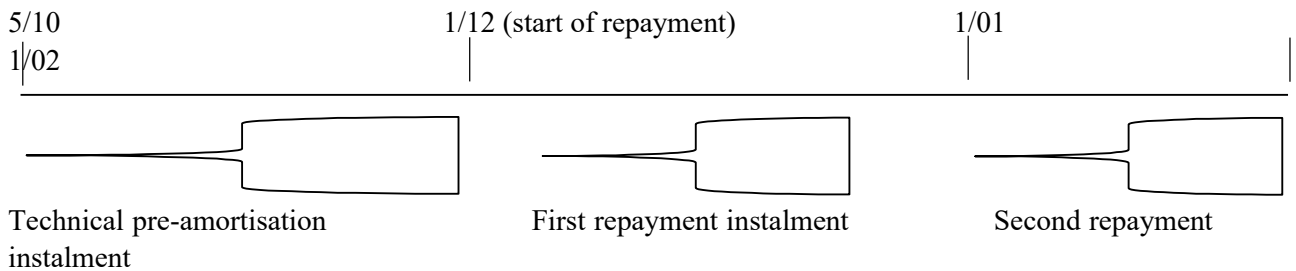 5/10 1/12 (start of repayment) 1/01
1/02
Technical pre-amortisation First repayment instalment Second repayment
instalment